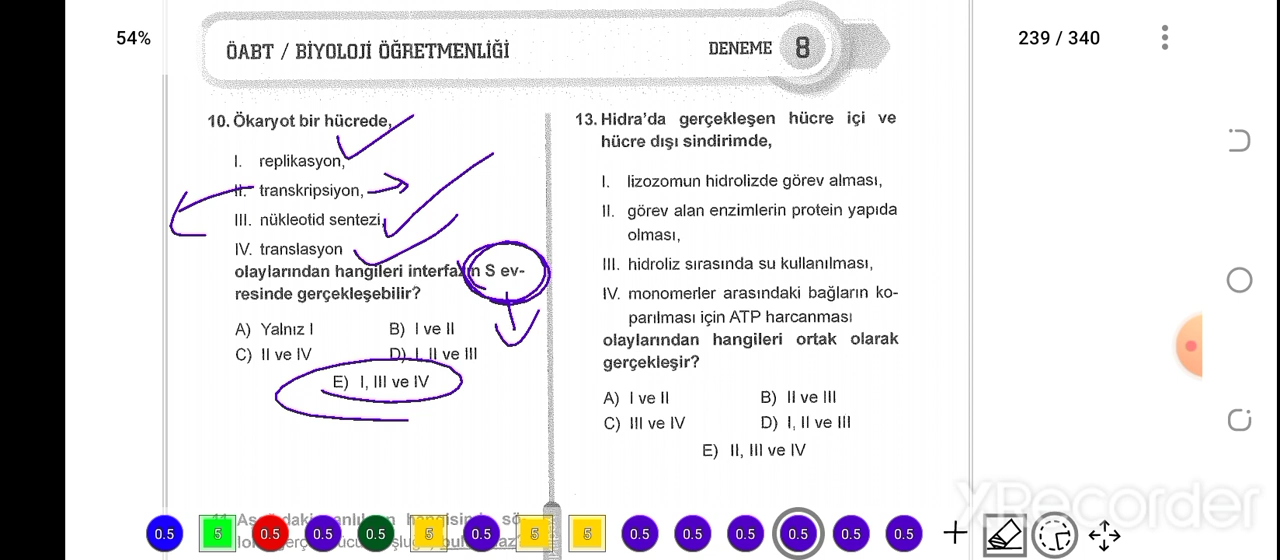 54%
239 / 340
ÖABT / BİYOLOJİ ÖĞRETMENLİĞİ
DENEME 8
10. Ökaryot bir hücrede,
I. replikasyon,
II. transkripsiyon,
III. nükleotid sentezi,
IV. translasyon
olaylarından hangileri interfazın S ev-
resinde gerçekleşebilir?
A) Yalnız I
B) I ve II
C) II ve IV
D) I, II ve III
E) I, III ve IV
13. Hidra'da gerçekleşen hücre içi ve
hücre dışı sindirimde,
I. lizozomun hidrolizde görev alması,
II. görev alan enzimlerin protein yapıda
olması,
III. hidroliz sırasında su kullanılması,
IV. monomerler arasındaki bağların ko-
parılması için ATP harcanması
olaylarından hangileri ortak olarak
gerçekleşir?
A) I ve II
B) II ve III
C) III ve IV
D) I, II ve III
E) II, III ve IV
0.5 5 0.5 0.5 0.5 5 0.5 5 5 0.5 0.5 0.5 0.5 0.5 0.5
XRecorder